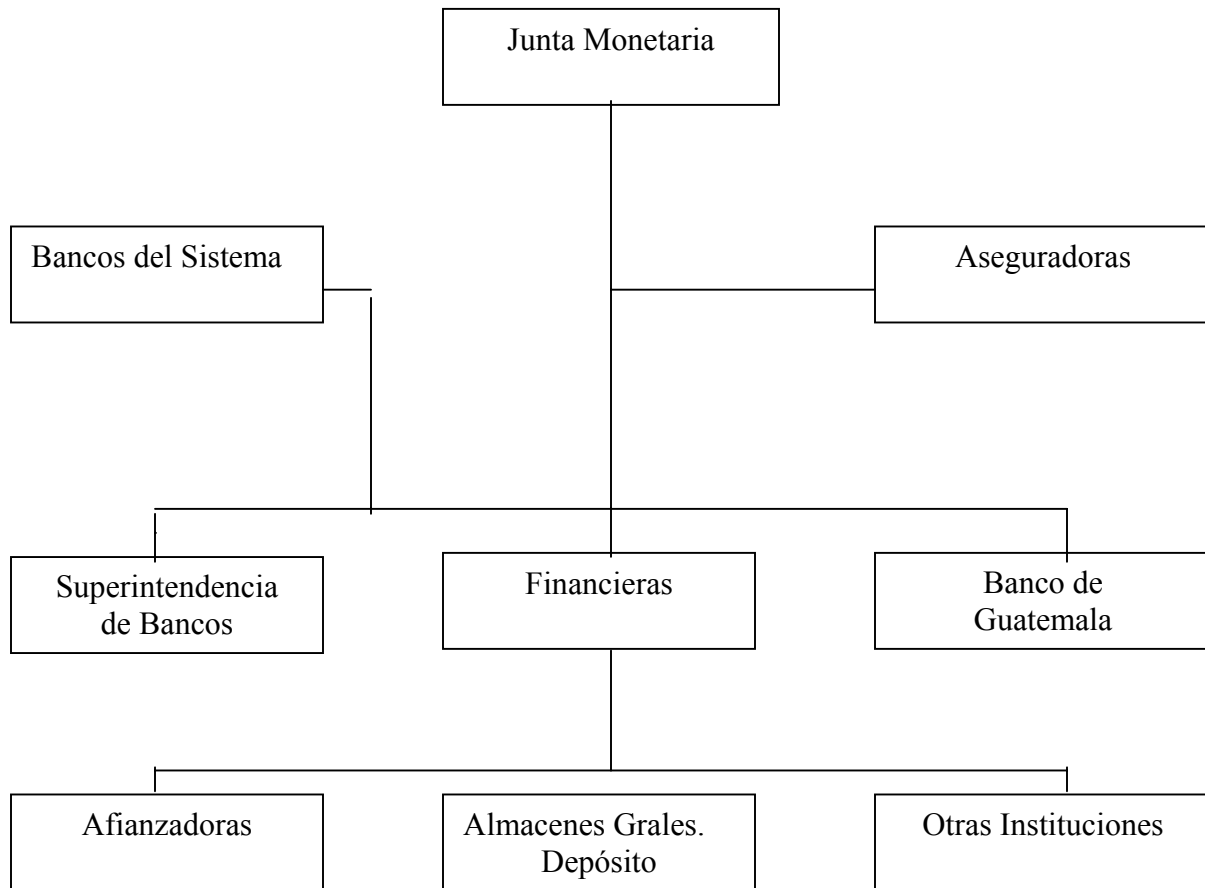 Junta Monetaria
Bancos del Sistema
Aseguradoras
Superintendencia
de Bancos
Financieras
Banco de
Guatemala
Afianzadoras
Almacenes Grales.
Depósito
Otras Instituciones